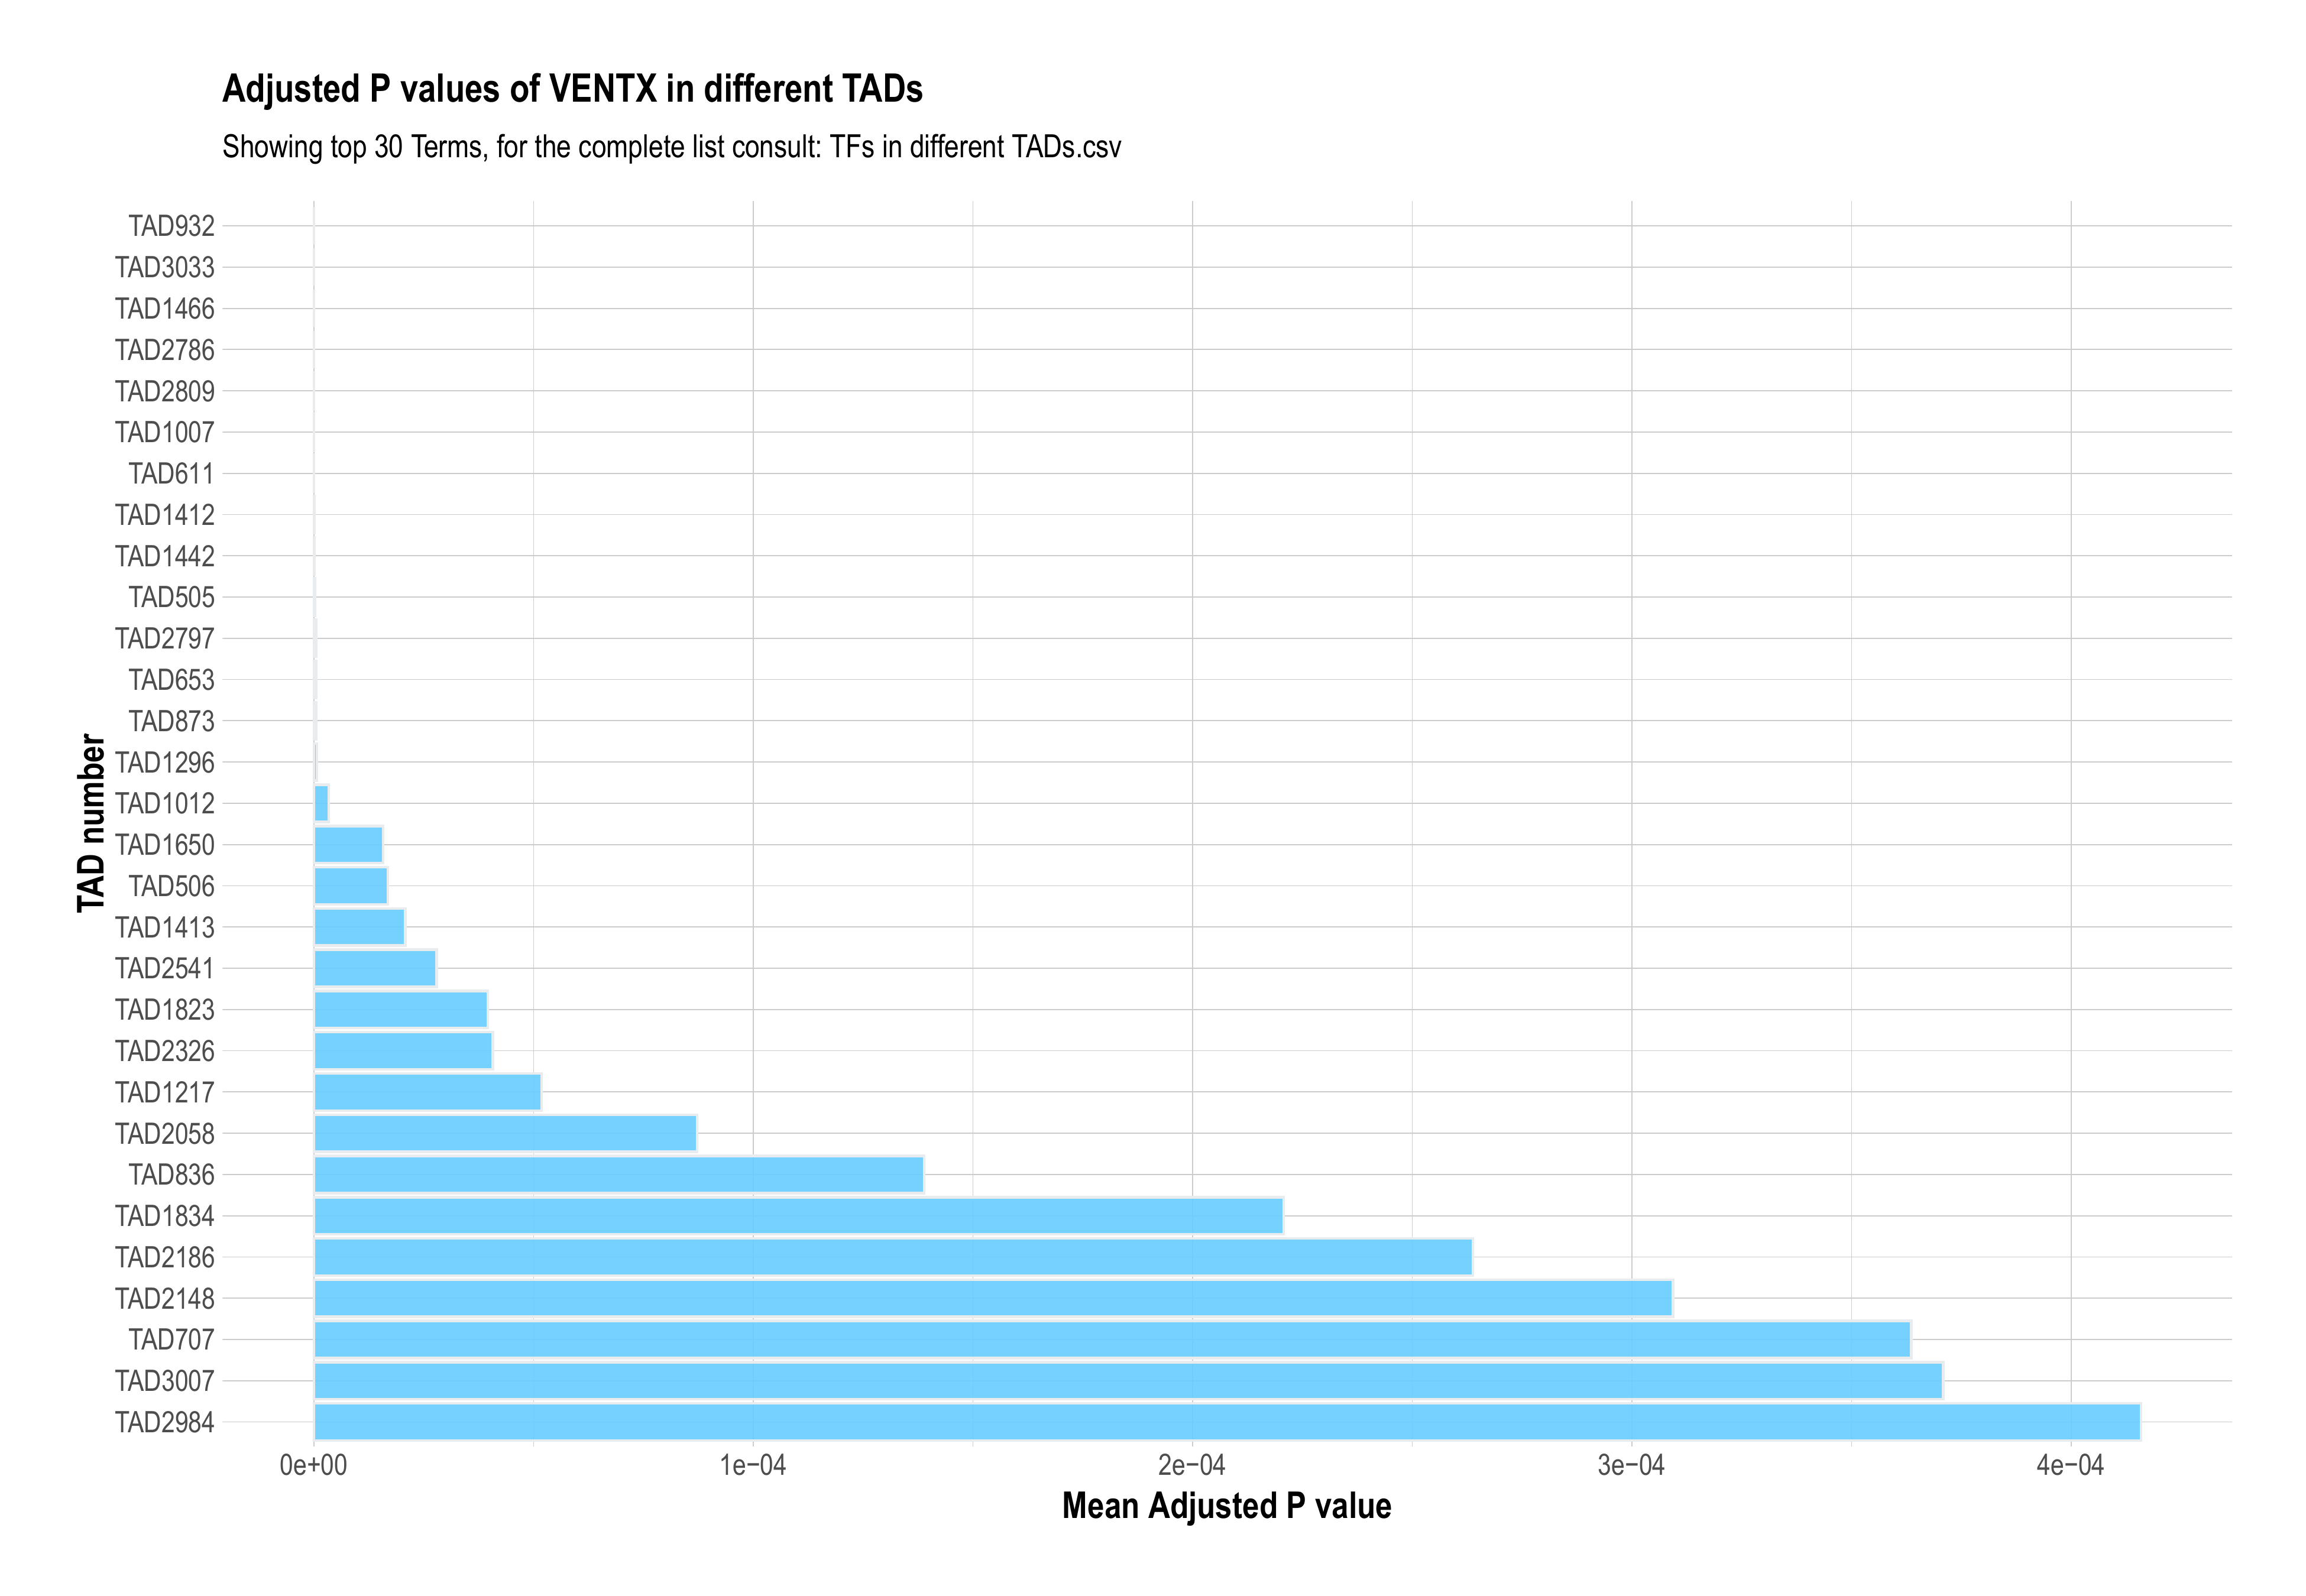 Adjusted P values of VENTX in different TADs
Showing top 30 Terms, for the complete list consult: TFs in different TADs.csv
TAD number
TAD932
TAD3033
TAD1466
TAD2786
TAD2809
TAD1007
TAD611
TAD1412
TAD1442
TAD505
TAD2797
TAD653
TAD873
TAD1296
TAD1012
TAD1650
TAD506
TAD1413
TAD2541
TAD1823
TAD2326
TAD1217
TAD2058
TAD836
TAD1834
TAD2186
TAD2148
TAD707
TAD3007
TAD2984
0e+00 1e−04 2e−04 3e−04 4e−04
Mean Adjusted P value